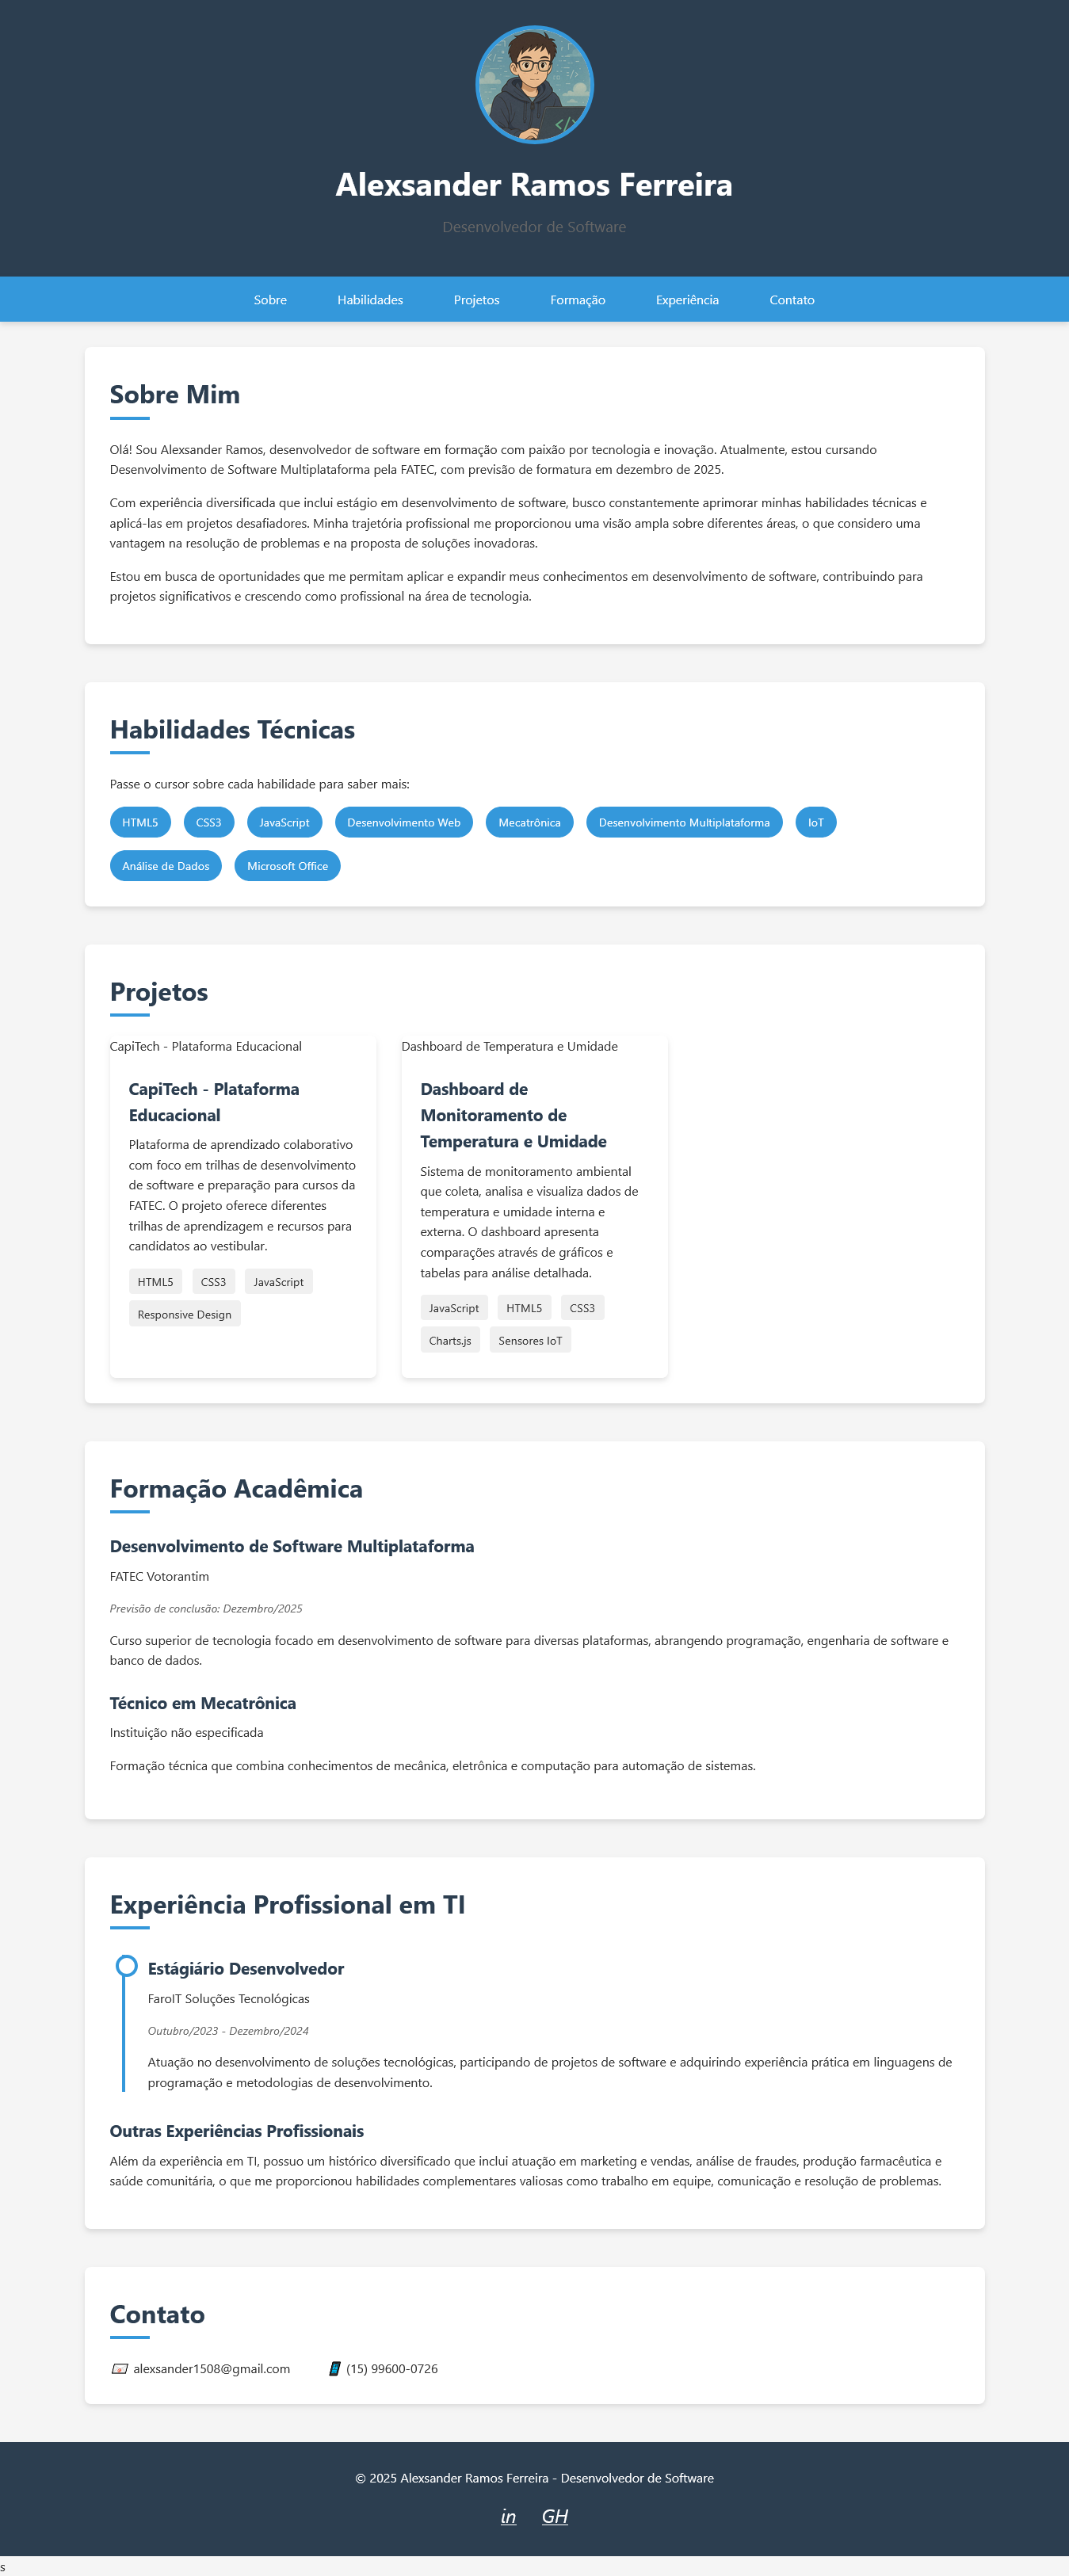 </>
Alexsander Ramos Ferreira
Desenvolvedor de Software
Sobre Habilidades Projetos Formação Experiência Contato
Sobre Mim
Olá! Sou Alexsander Ramos, desenvolvedor de software em formação com paixão por tecnologia e inovação. Atualmente, estou cursando
Desenvolvimento de Software Multiplataforma pela FATEC, com previsão de formatura em dezembro de 2025.
Com experiência diversificada que inclui estágio em desenvolvimento de software, busco constantemente aprimorar minhas habilidades técnicas e
aplicá-las em projetos desafiadores. Minha trajetória profissional me proporcionou uma visão ampla sobre diferentes áreas, o que considero uma
vantagem na resolução de problemas e na proposta de soluções inovadoras.
Estou em busca de oportunidades que me permitam aplicar e expandir meus conhecimentos em desenvolvimento de software, contribuindo para
projetos significativos e crescendo como profissional na área de tecnologia.
Habilidades Técnicas
Passe o cursor sobre cada habilidade para saber mais:
HTML5 CSS3 JavaScript Desenvolvimento Web Mecatrônica Desenvolvimento Multiplataforma IoT
Análise de Dados Microsoft Office
Projetos
CapiTech - Plataforma Educacional
CapiTech - Plataforma
Educacional
Plataforma de aprendizado colaborativo
com foco em trilhas de desenvolvimento
de software e preparação para cursos da
FATEC. O projeto oferece diferentes
trilhas de aprendizagem e recursos para
candidatos ao vestibular.
HTML5 CSS3 JavaScript
Responsive Design
Dashboard de Temperatura e Umidade
Dashboard de
Monitoramento de
Temperatura e Umidade
Sistema de monitoramento ambiental
que coleta, analisa e visualiza dados de
temperatura e umidade interna e
externa. O dashboard apresenta
comparações através de gráficos e
tabelas para análise detalhada.
JavaScript HTML5 CSS3
Charts.js Sensores IoT
Formação Acadêmica
Desenvolvimento de Software Multiplataforma
FATEC Votorantim
Previsão de conclusão: Dezembro/2025
Curso superior de tecnologia focado em desenvolvimento de software para diversas plataformas, abrangendo programação, engenharia de software e
banco de dados.
Técnico em Mecatrônica
Instituição não especificada
Formação técnica que combina conhecimentos de mecânica, eletrônica e computação para automação de sistemas.
Experiência Profissional em TI
Estágiário Desenvolvedor
FaroIT Soluções Tecnológicas
Outubro/2023 - Dezembro/2024
Atuação no desenvolvimento de soluções tecnológicas, participando de projetos de software e adquirindo experiência prática em linguagens de
programação e metodologias de desenvolvimento.
Outras Experiências Profissionais
Além da experiência em TI, possuo um histórico diversificado que inclui atuação em marketing e vendas, análise de fraudes, produção farmacêutica e
saúde comunitária, o que me proporcionou habilidades complementares valiosas como trabalho em equipe, comunicação e resolução de problemas.
Contato
alexsander1508@gmail.com (15) 99600-0726
© 2025 Alexsander Ramos Ferreira - Desenvolvedor de Software
in GH
s